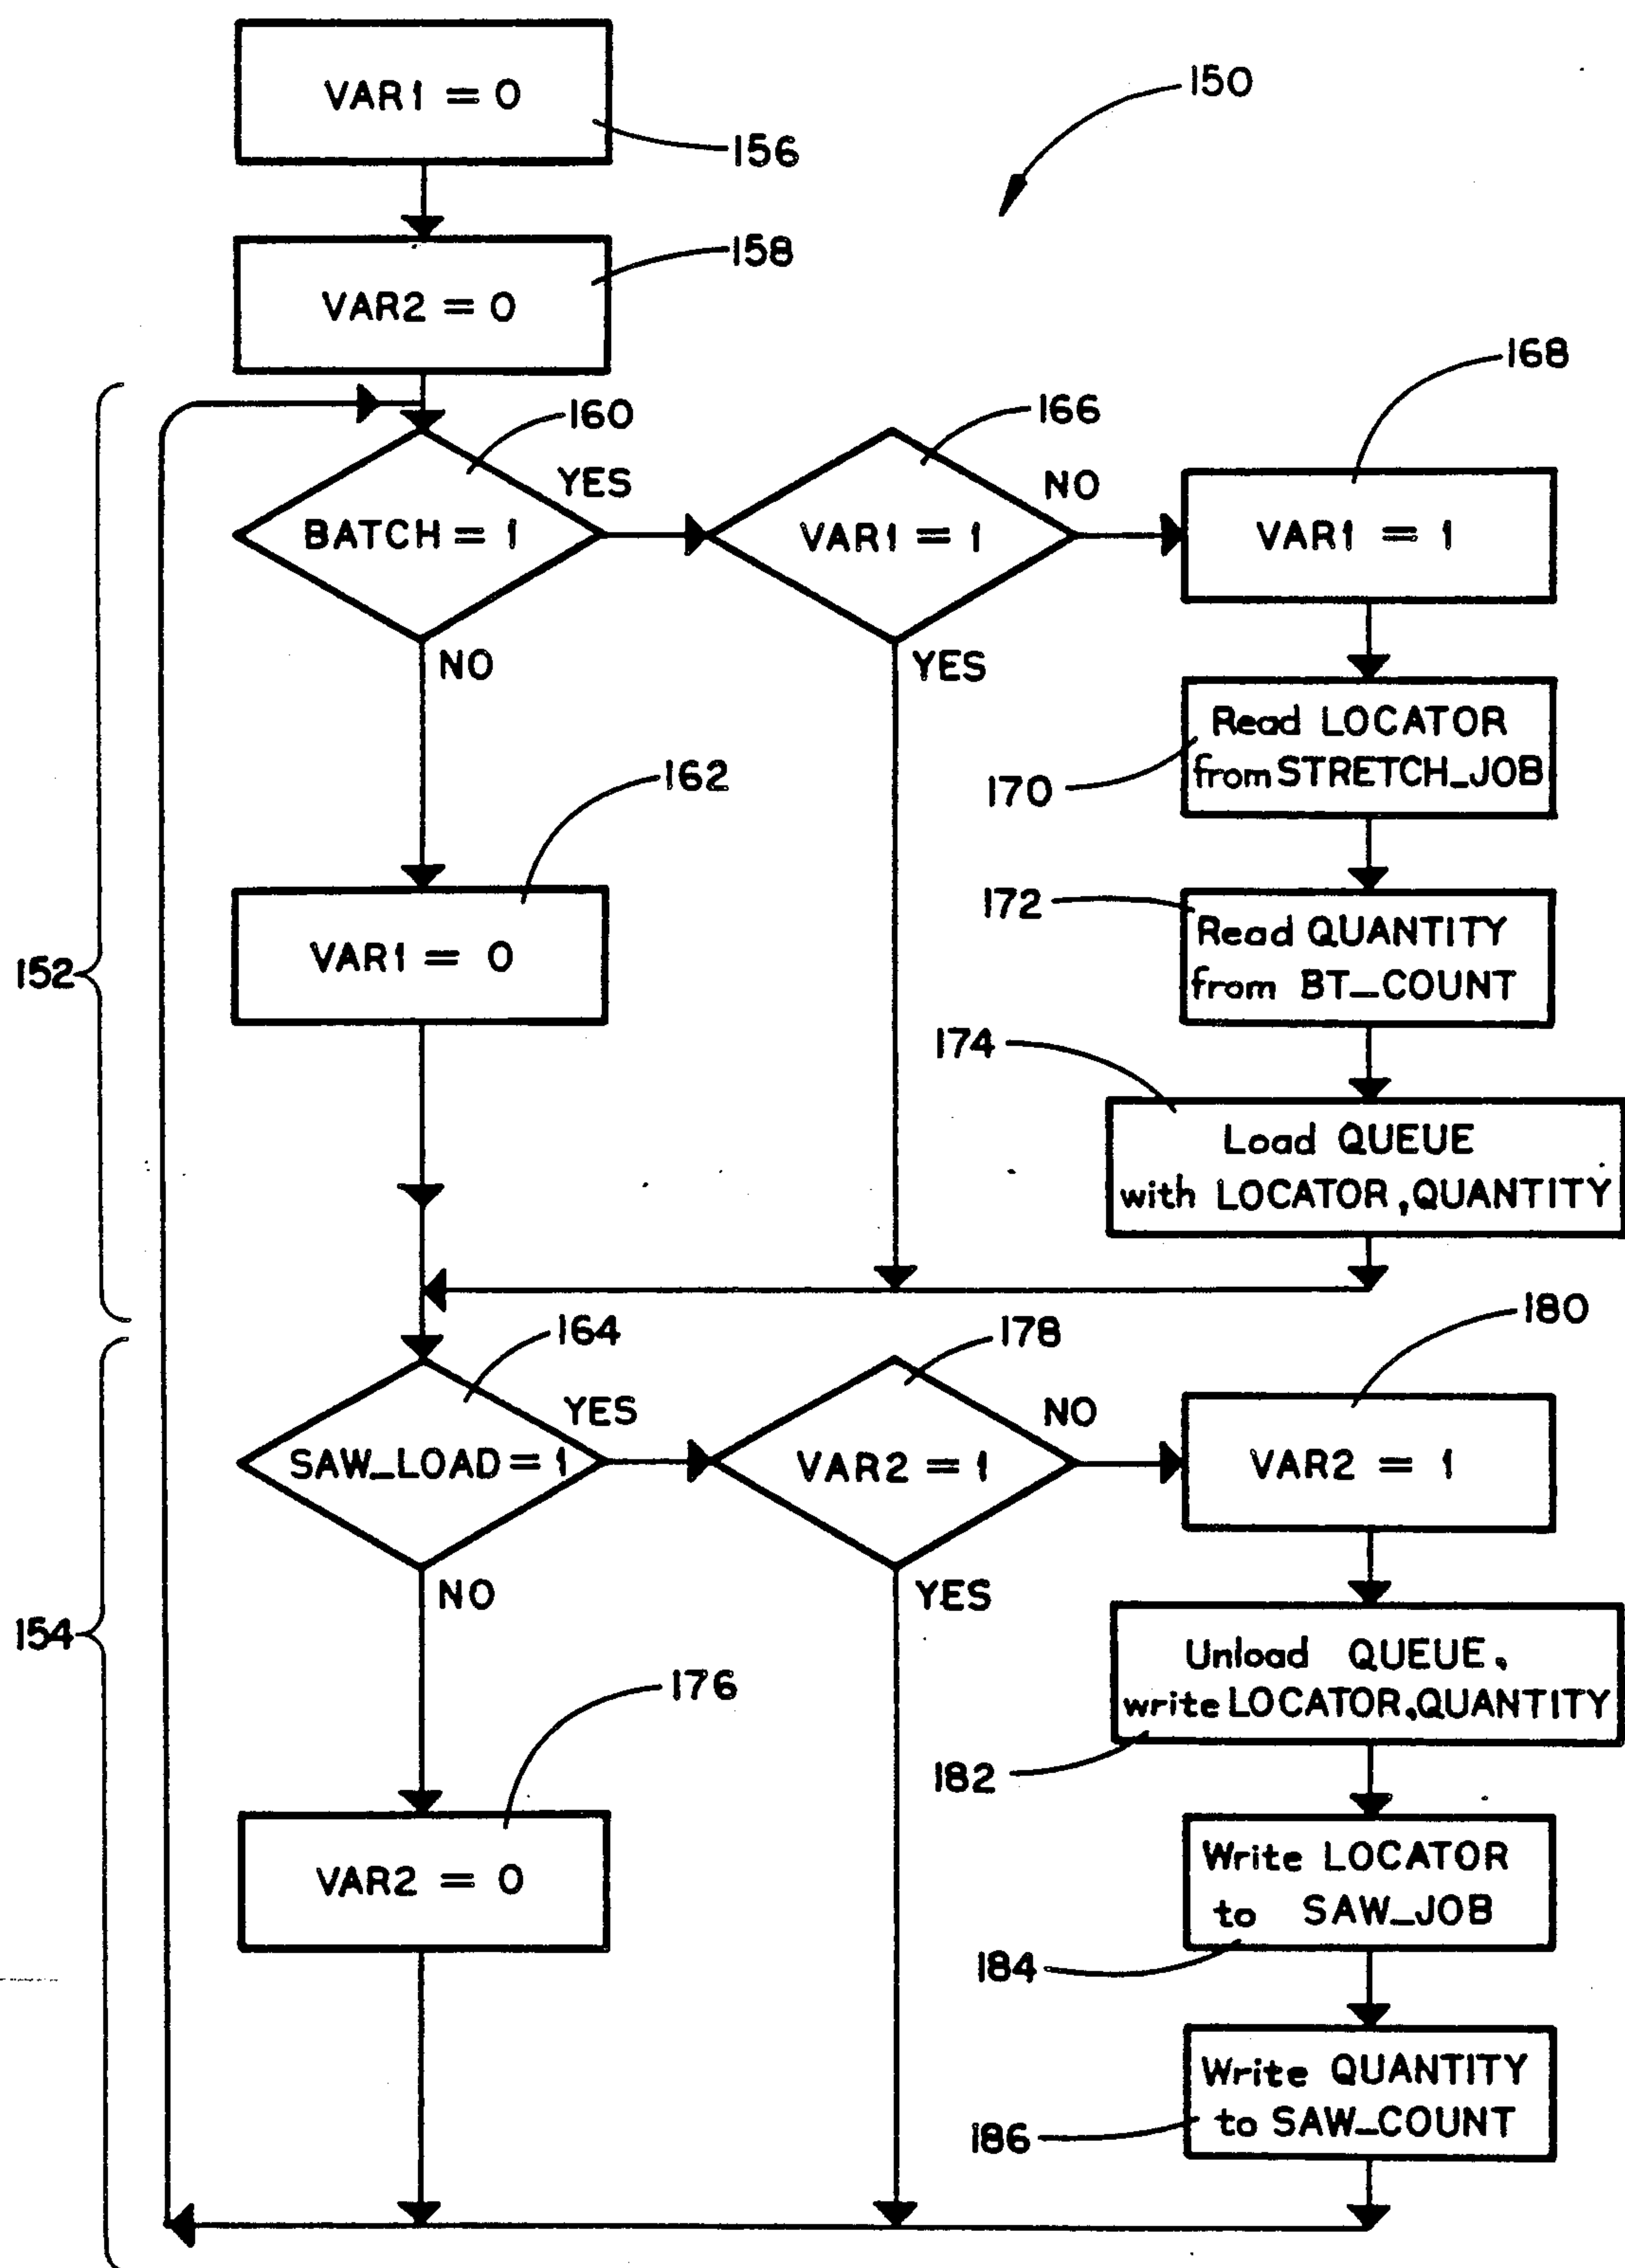 VAR1 = 0
150
156
VAR2 = 0
158
168
160
166
YES
NO
BATCH = 1
VAR1 = 1
VAR1 = 1
NO
YES
Read LOCATOR
from STRETCH_JOB
170
162
172
Read QUANTITY
from BT_COUNT
VAR1 = 0
152
174
Load QUEUE
with LOCATOR, QUANTITY
180
164
178
YES
NO
SAW_LOAD = 1
VAR2 = 1
VAR2 = 1
NO
YES
154
Unload QUEUE,
write LOCATOR, QUANTITY
176
182
VAR2 = 0
Write LOCATOR
to SAW_JOB
184
Write QUANTITY
to SAW_COUNT
186